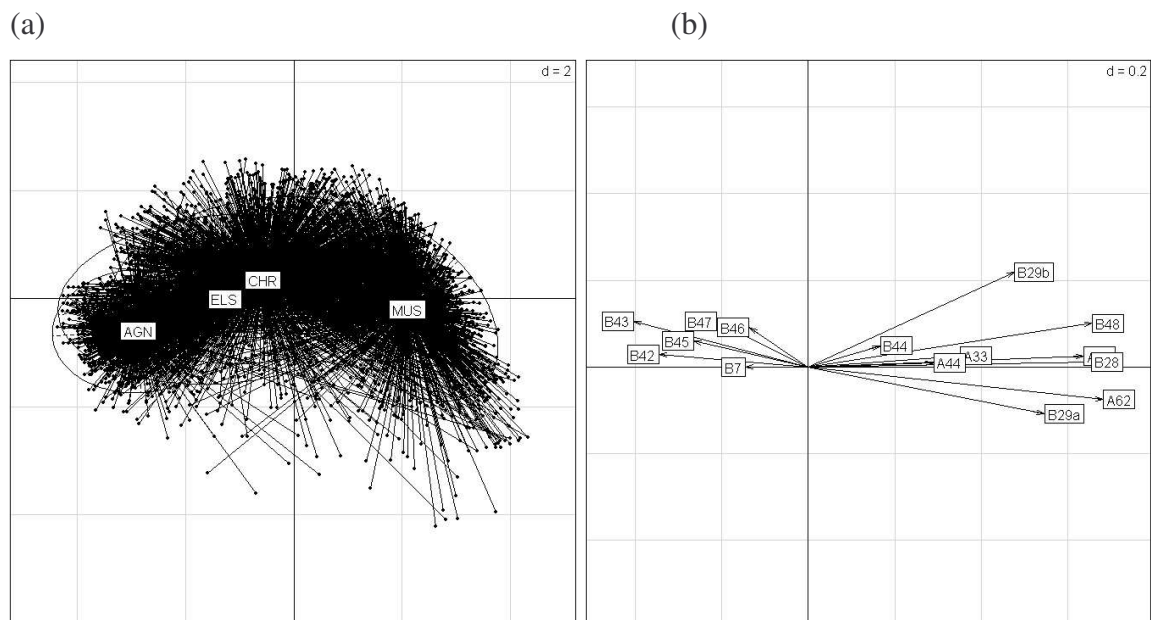 (a) (b)
d = 2 d = 0.2
CHR
ELS
MUS
AGN
B29b
B43 B47 B46 B48
B45 B44
B42 A33
B7 A44 B28
A62
B29a